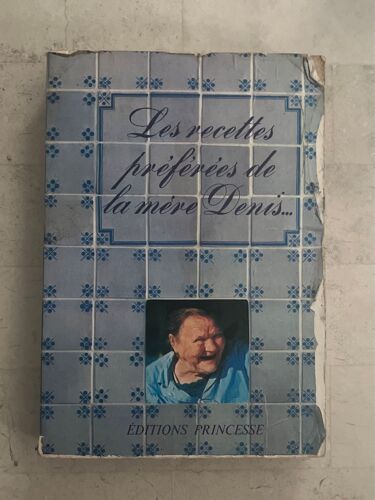 Les recettes
préférées de
la mère Denis...
ÉDITIONS PRINCESSE